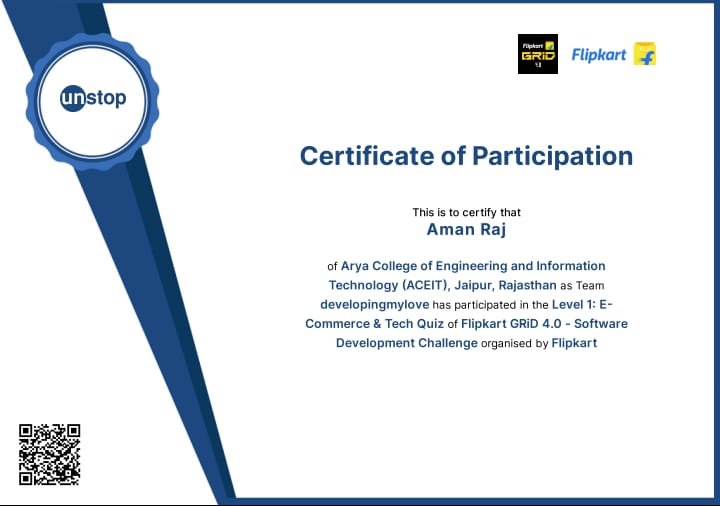 Flipkart
GRiD
4.0
Flipkart
unstop
Certificate of Participation
This is to certify that
Aman Raj
of Arya College of Engineering and Information
Technology (ACEIT), Jaipur, Rajasthan as Team
developingmylove has participated in the Level 1: E-
Commerce & Tech Quiz of Flipkart GRiD 4.0 - Software
Development Challenge organised by Flipkart